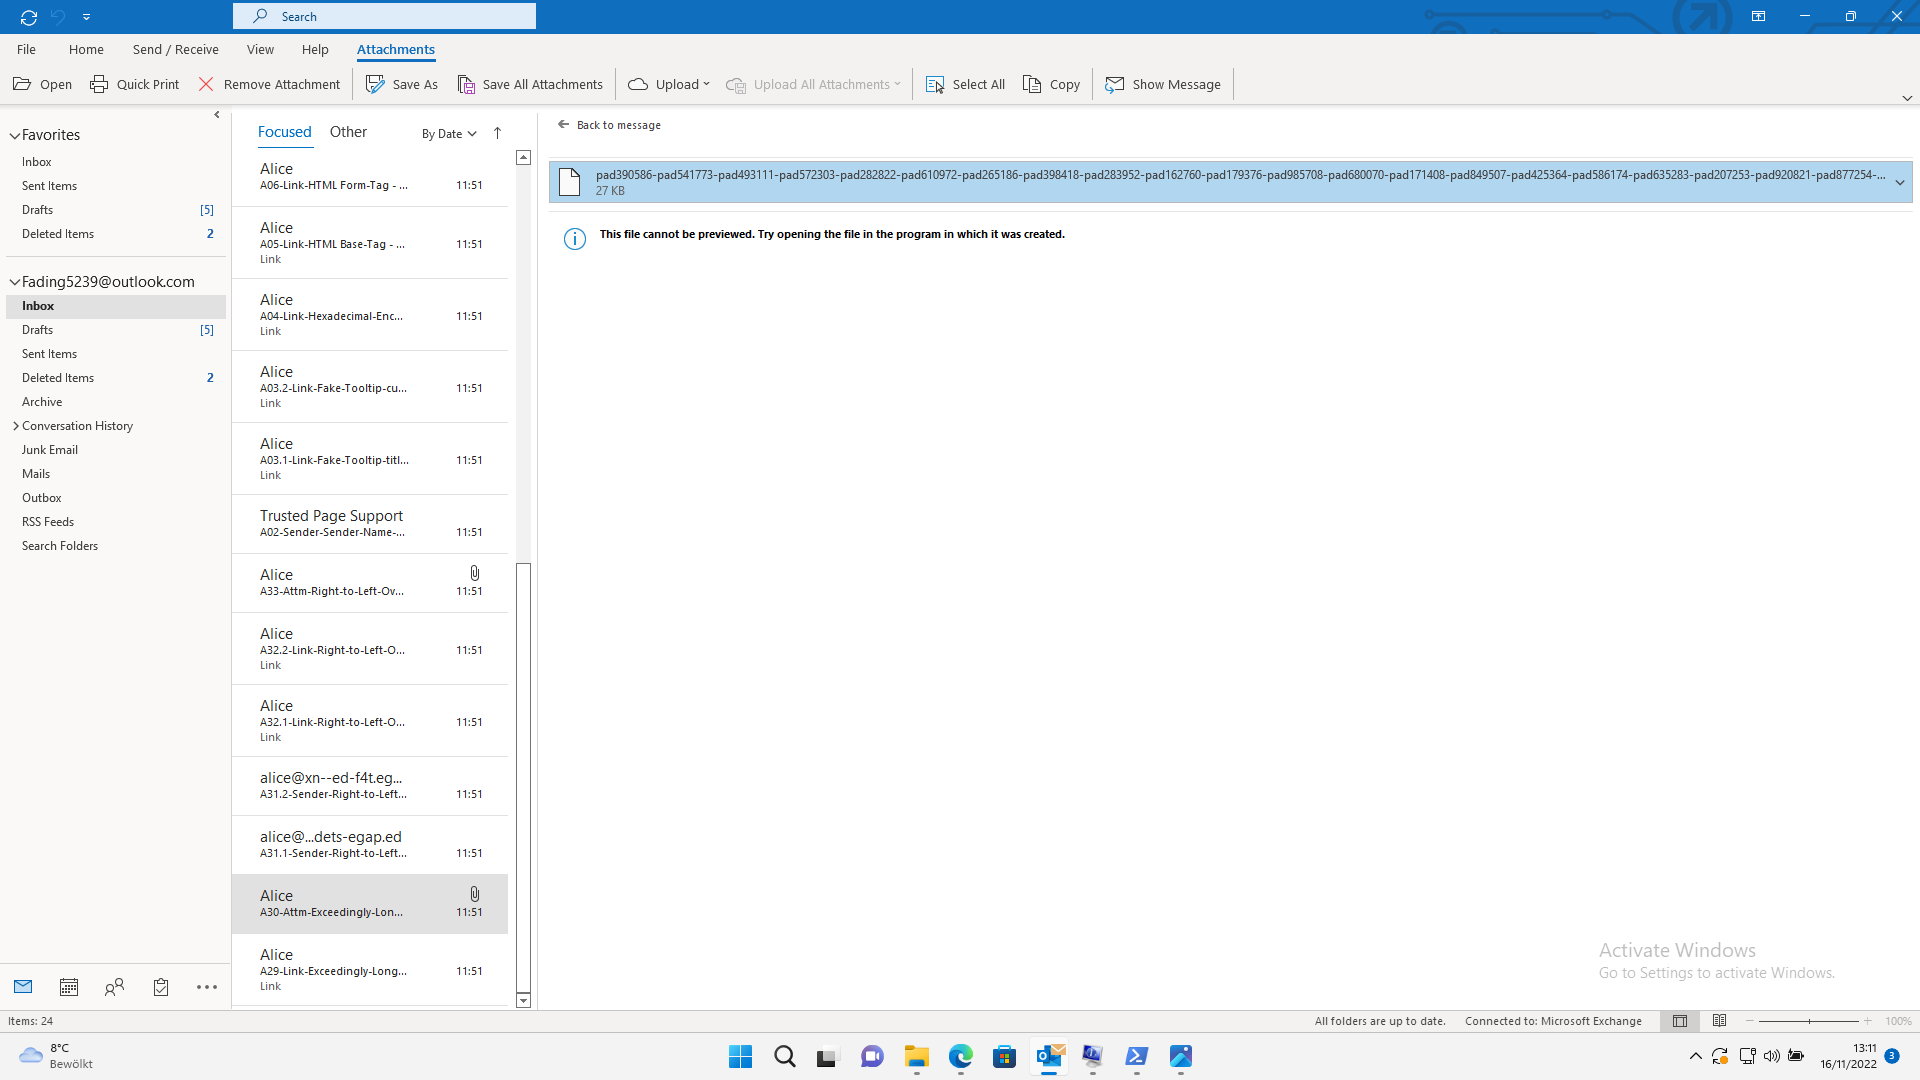 Search
File Home Send / Receive View Help Attachments
Open Quick Print Remove Attachment Save As Save All Attachments Upload Upload All Attachments Select All Copy Show Message
Favorites
Inbox
Sent Items
Drafts [5]
Deleted Items 2
Fading5239@outlook.com
Inbox
Drafts [5]
Sent Items
Deleted Items 2
Archive
Conversation History
Junk Email
Mails
Outbox
RSS Feeds
Search Folders
Focused Other By Date
Alice
A06-Link-HTML Form-Tag - ... 11:51
Alice
A05-Link-HTML Base-Tag - ... 11:51
Link
Alice
A04-Link-Hexadecimal-Enc... 11:51
Link
Alice
A03.2-Link-Fake-Tooltip-cu... 11:51
Link
Alice
A03.1-Link-Fake-Tooltip-titl... 11:51
Link
Trusted Page Support
A02-Sender-Sender-Name-... 11:51
Alice
A33-Attm-Right-to-Left-Ov... 11:51
Alice
A32.2-Link-Right-to-Left-O... 11:51
Link
Alice
A32.1-Link-Right-to-Left-O... 11:51
Link
alice@xn--ed-f4t.eg...
A31.2-Sender-Right-to-Left... 11:51
alice@...dets-egap.ed
A31.1-Sender-Right-to-Left... 11:51
Alice
A30-Attm-Exceedingly-Lon... 11:51
Alice
A29-Link-Exceedingly-Long... 11:51
Link
Back to message
pad390586-pad541773-pad493111-pad572303-pad282822-pad610972-pad265186-pad398418-pad283952-pad162760-pad179376-pad985708-pad680070-pad171408-pad849507-pad425364-pad586174-pad635283-pad207253-pad920821-pad877254-...
27 KB
This file cannot be previewed. Try opening the file in the program in which it was created.
Activate Windows
Go to Settings to activate Windows.
Items: 24 All folders are up to date. Connected to: Microsoft Exchange 100%
8°C
Bewölkt
13:11
16/11/2022
3